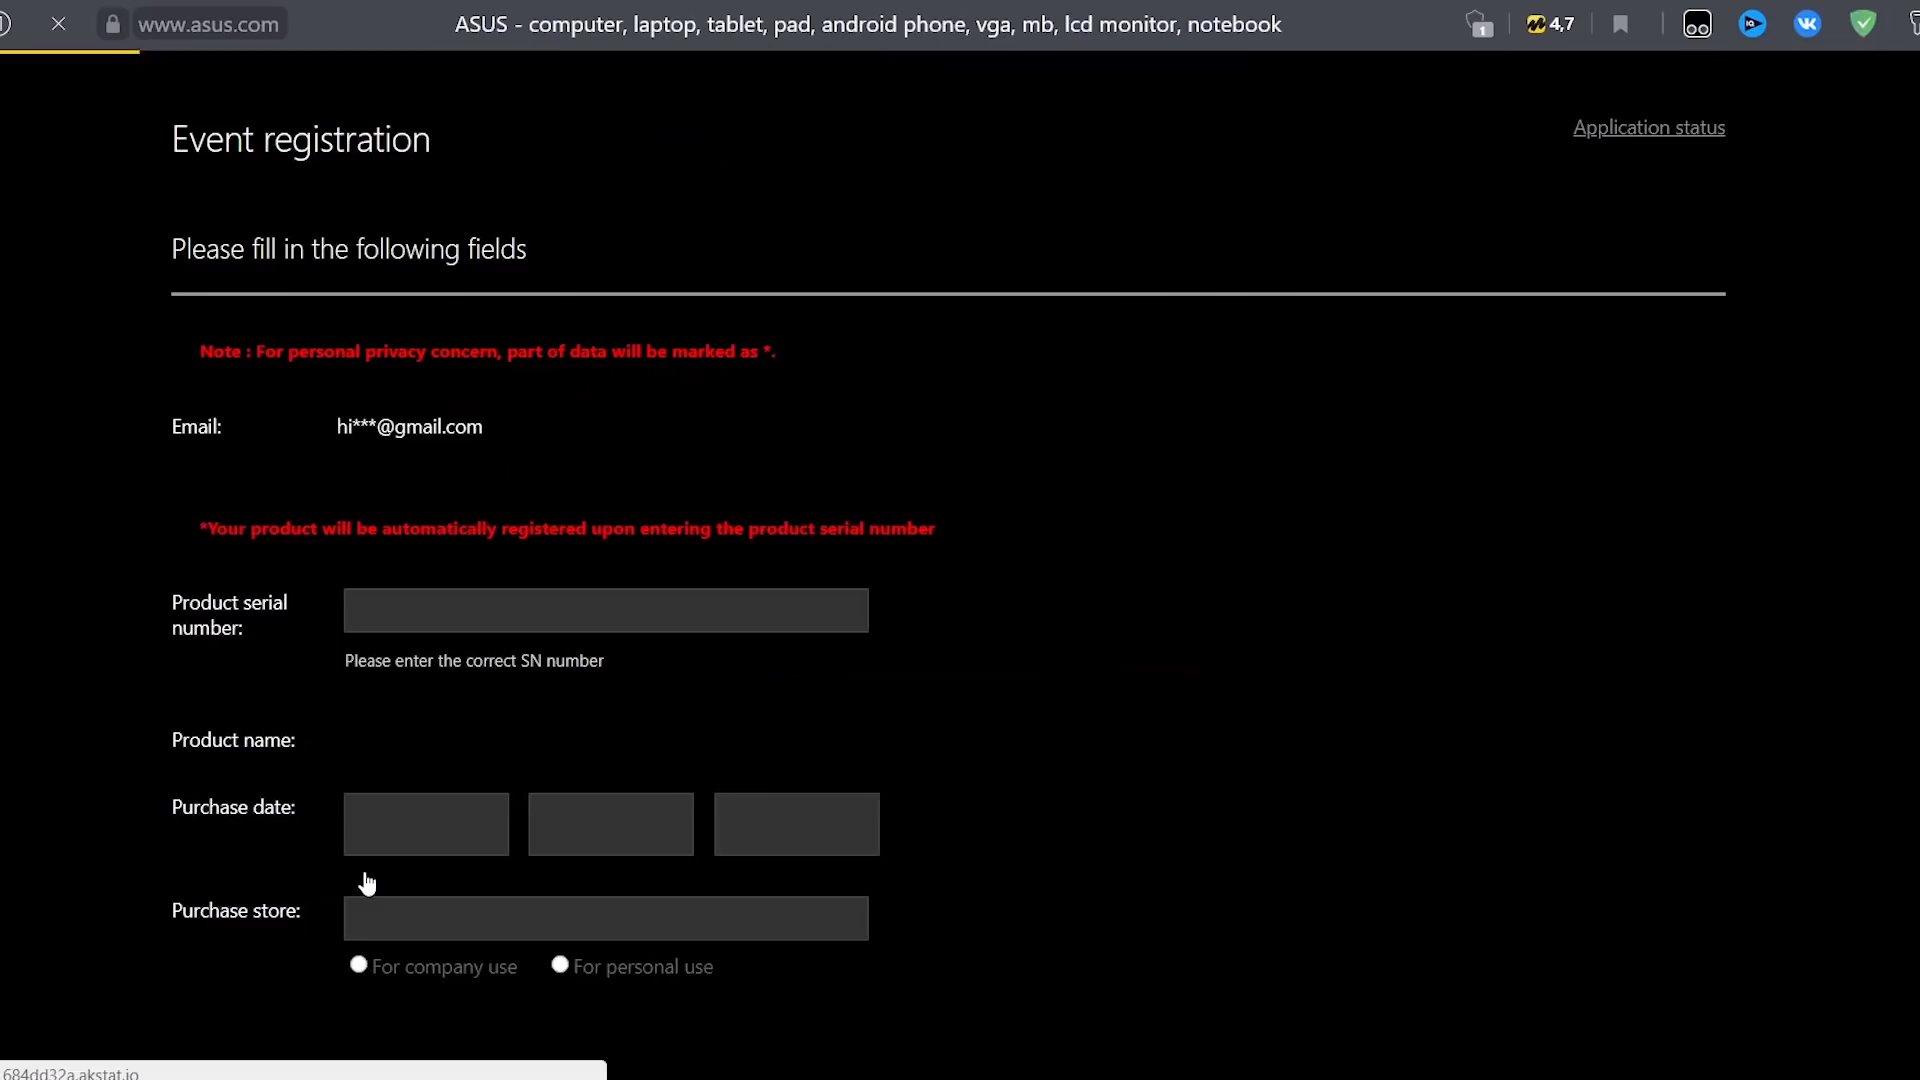 www.asus.com
ASUS - computer, laptop, tablet, pad, android phone, vga, mb, lcd monitor, notebook
1
4,7
Event registration
Application status
Please fill in the following fields
Note : For personal privacy concern, part of data will be marked as *.
Email: hi***@gmail.com
*Your product will be automatically registered upon entering the product serial number
Product serial
number:
Please enter the correct SN number
Product name:
Purchase date:
Purchase store:
For company use For personal use
684dd32a.akstat.io